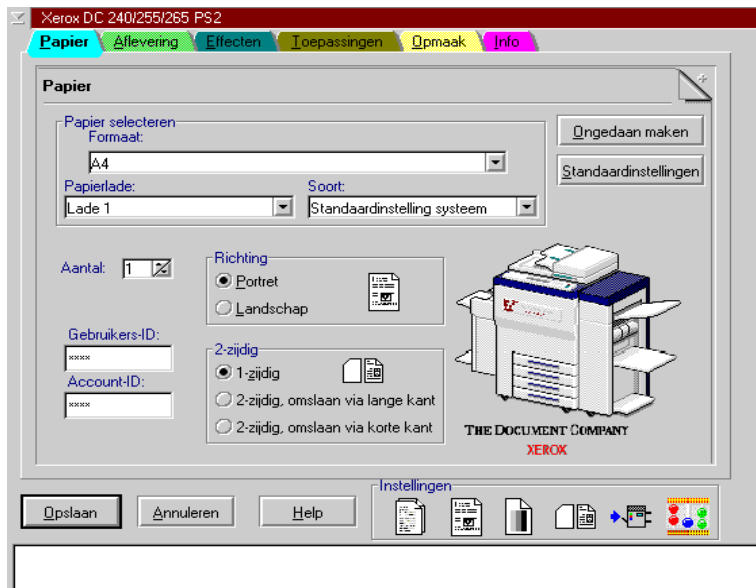 Xerox DC 240/255/265 PS2
Papier
Aflevering
Effecten
Toepassingen
Opmaak
Info
Papier
Papier selecteren
Formaat:
A4
Papierlade:
Soort:
Lade 1
Standaardinstelling systeem
Ongedaan maken
Standaardinstellingen
Aantal:
1
Richting
Portret
Landschap
Gebruikers-ID:
****
Account-ID:
****
2-zijdig
1-zijdig
2-zijdig, omslaan via lange kant
2-zijdig, omslaan via korte kant
THE DOCUMENT COMPANY
XEROX
Opslaan
Annuleren
Help
Instellingen